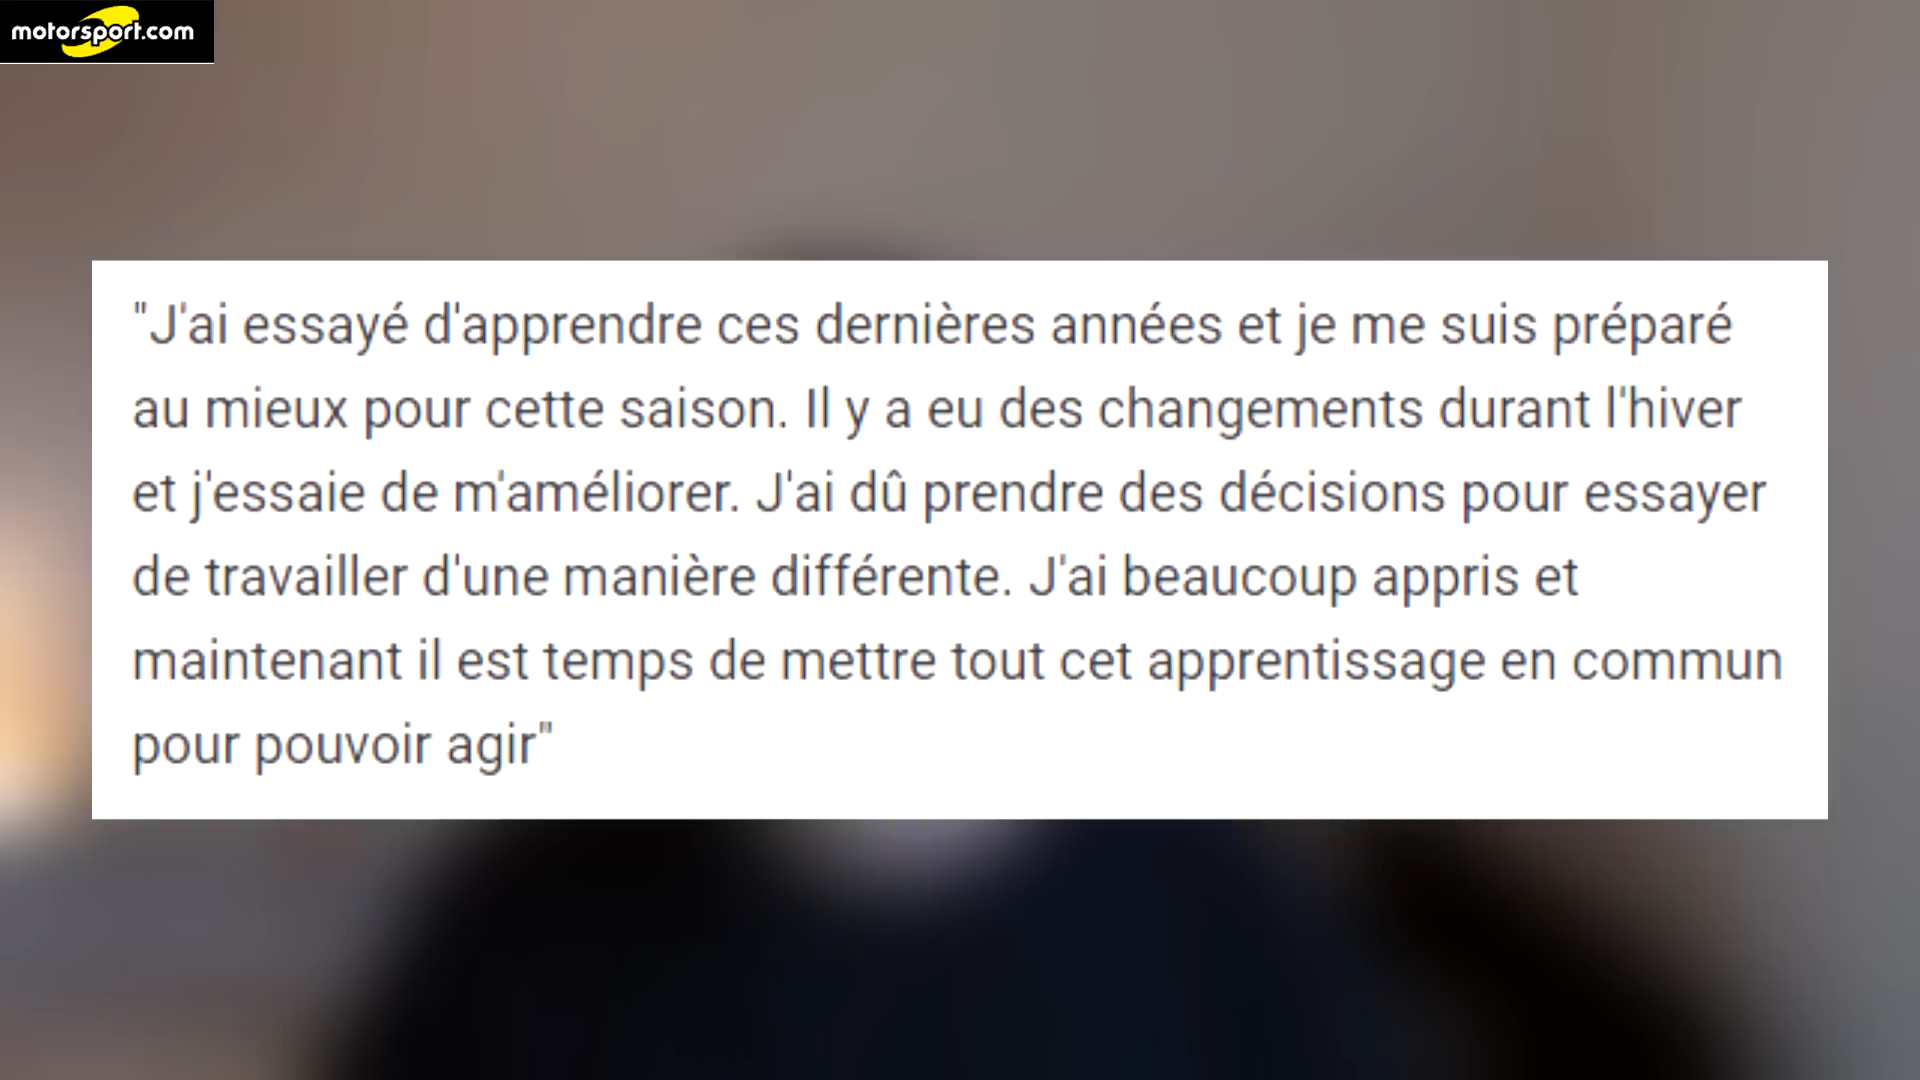 motorsport.com
"J'ai essayé d'apprendre ces dernières années et je me suis préparé
au mieux pour cette saison. Il y a eu des changements durant l'hiver
et j'essaie de m'améliorer. J'ai dû prendre des décisions pour essayer
de travailler d'une manière différente. J'ai beaucoup appris et
maintenant il est temps de mettre tout cet apprentissage en commun
pour pouvoir agir"